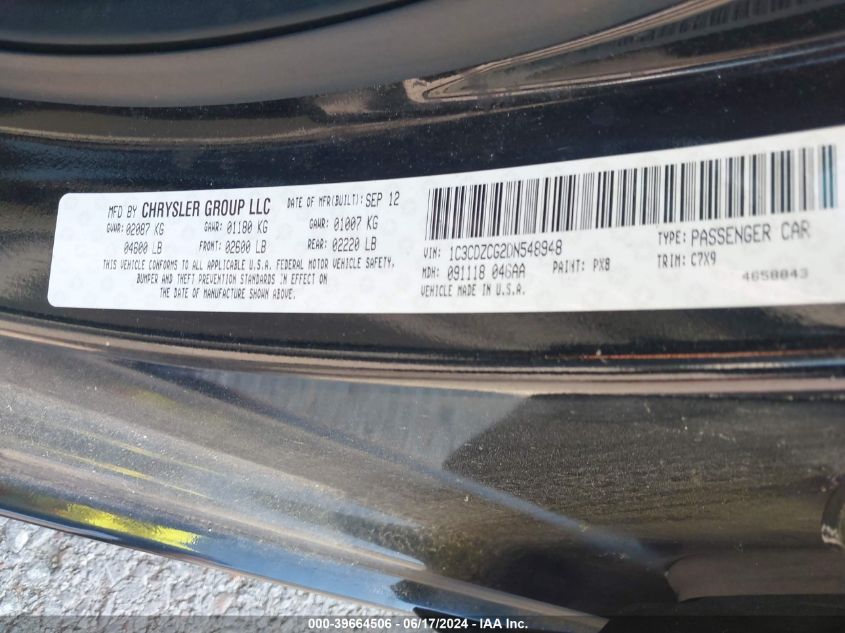 MFD BY CHRYSLER GROUP LLC DATE OF MFR(BUILT): SEP 12
GVWR: 02087 KG GAWR: 01180 KG GAWR: 01007 KG
04600 LB FRONT: 02600 LB REAR: 02220 LB
THIS VEHICLE CONFORMS TO ALL APPLICABLE U.S.A. FEDERAL MOTOR VEHICLE SAFETY,
BUMPER AND THEFT PREVENTION STANDARDS IN EFFECT ON
THE DATE OF MANUFACTURE SHOWN ABOVE.
VIN: 1C3CDZCG2DN548948 TYPE: PASSENGER CAR
MDH: 091118 046AA PAINT: PX8 TRIM: C7X9
VEHICLE MADE IN U.S.A. 4658843
000-39664506 - 06/17/2024 - IAA Inc.